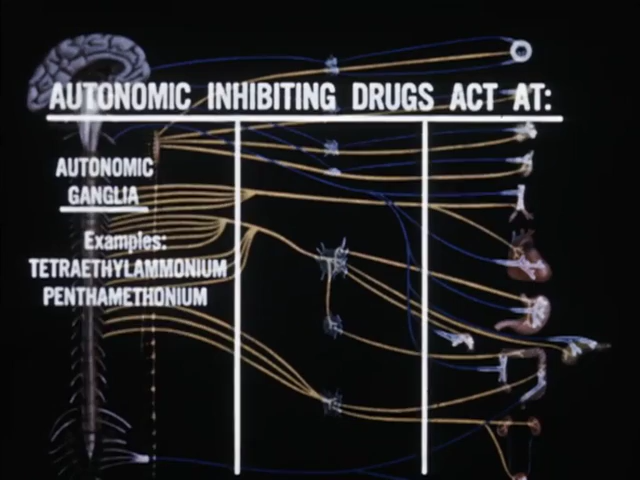 AUTONOMIC INHIBITING DRUGS ACT AT:
AUTONOMIC
GANGLIA
Examples:
TETRAETHYLAMMONIUM
PENTHAMETHONIUM